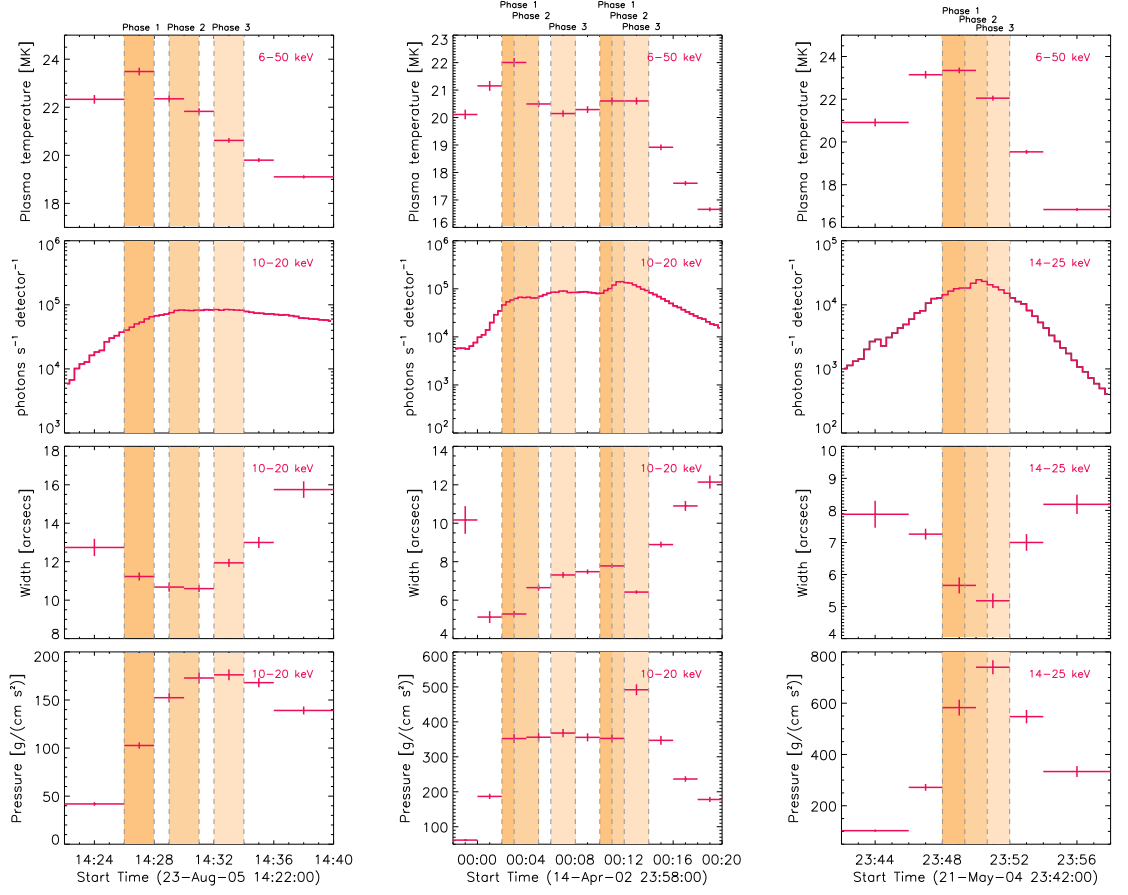 Phase 1 Phase 2 Phase 3
Phase 1 Phase 1
Phase 2 Phase 2
Phase 3 Phase 3
Phase 1
Phase 2
Phase 3
Plasma temperature [MK]
24
22
20
18
6-50 keV
Plasma temperature [MK]
23
22
21
20
19
18
17
16
6-50 keV
Plasma temperature [MK]
24
22
20
18
16
6-50 keV
photons s⁻¹ detector⁻¹
10⁶
10⁵
10⁴
10³
10-20 keV
photons s⁻¹ detector⁻¹
10⁶
10⁵
10⁴
10³
10²
10-20 keV
photons s⁻¹ detector⁻¹
10⁵
10⁴
10³
10²
14-25 keV
Width [arcsecs]
18
16
14
12
10
8
10-20 keV
Width [arcsecs]
14
12
10
8
6
4
10-20 keV
Width [arcsecs]
10
9
8
7
6
5
4
14-25 keV
Pressure [g/(cm s²)]
200
150
100
50
0
10-20 keV
14:24 14:28 14:32 14:36 14:40
Start Time (23-Aug-05 14:22:00)
Pressure [g/(cm s²)]
600
500
400
300
200
100
10-20 keV
00:00 00:04 00:08 00:12 00:16 00:20
Start Time (14-Apr-02 23:58:00)
Pressure [g/(cm s²)]
800
600
400
200
14-25 keV
23:44 23:48 23:52 23:56
Start Time (21-May-04 23:42:00)